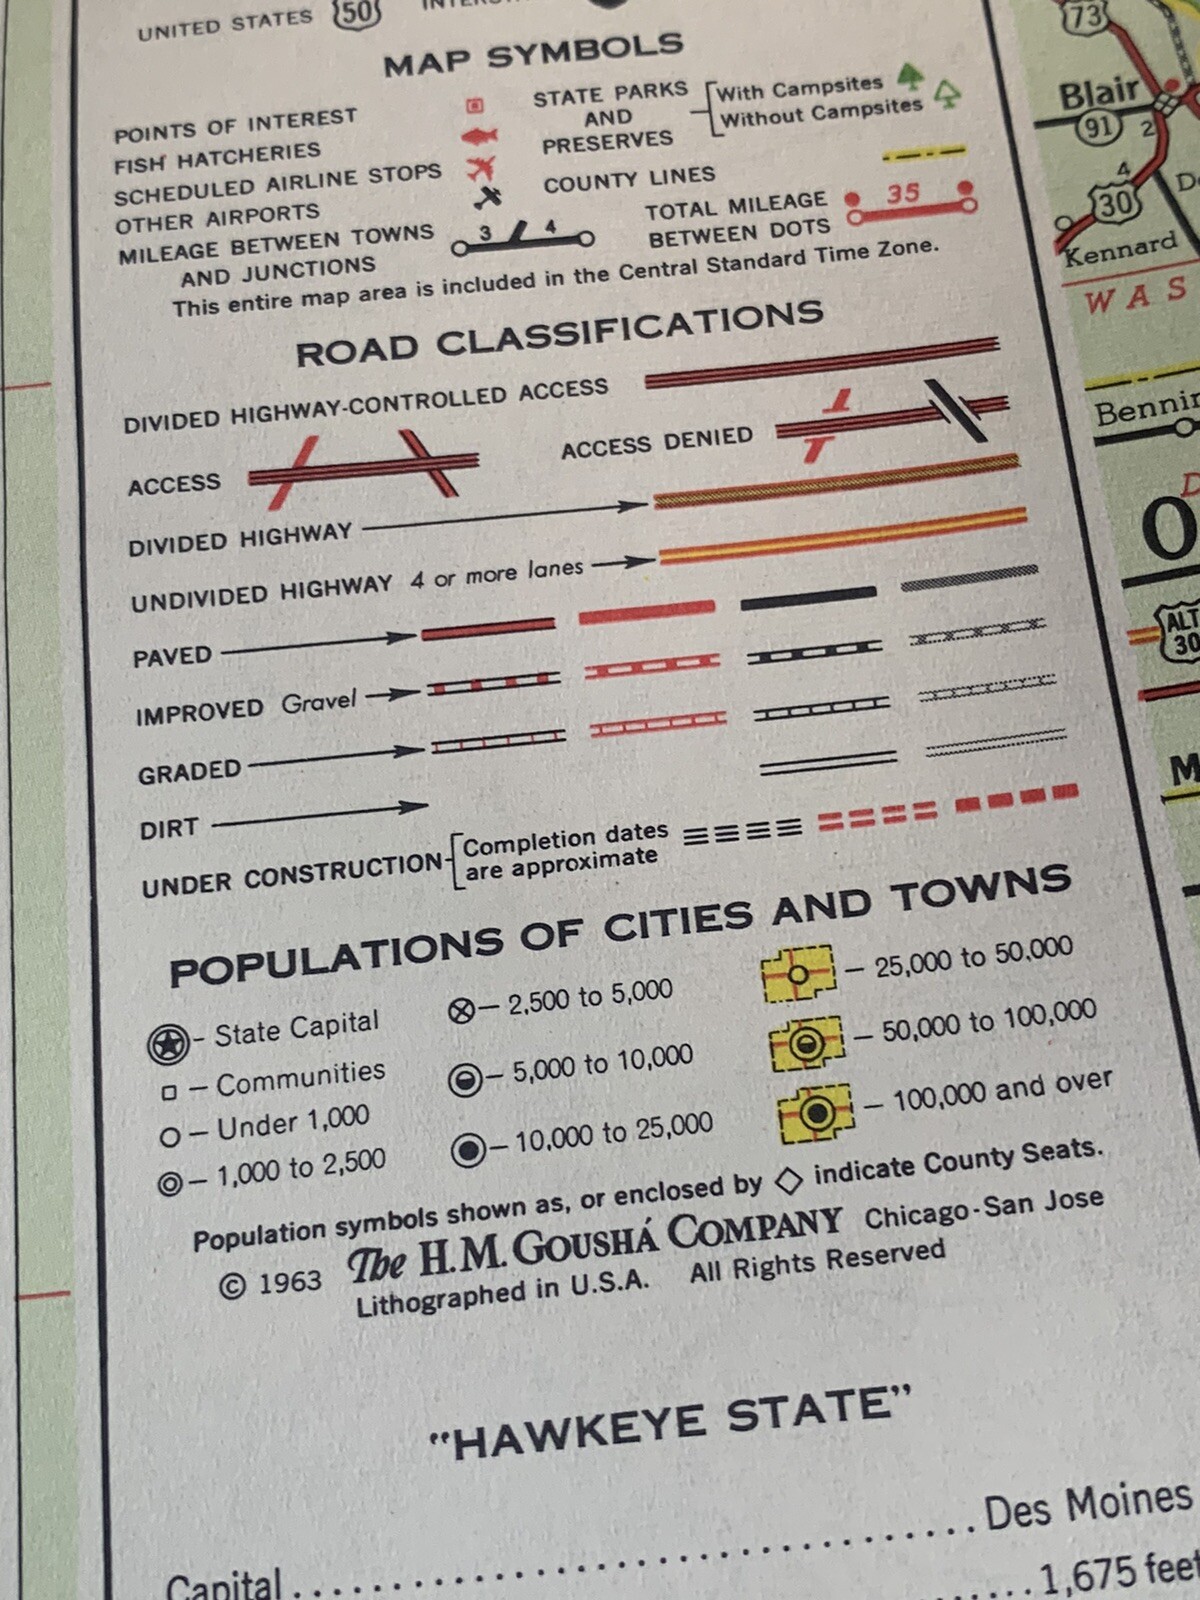 UNITED STATES 50
MAP SYMBOLS
POINTS OF INTEREST
FISH HATCHERIES
SCHEDULED AIRLINE STOPS
OTHER AIRPORTS
MILEAGE BETWEEN TOWNS
AND JUNCTIONS
3 4
STATE PARKS
AND
PRESERVES
With Campsites
Without Campsites
COUNTY LINES
TOTAL MILEAGE
BETWEEN DOTS
35
This entire map area is included in the Central Standard Time Zone.
ROAD CLASSIFICATIONS
DIVIDED HIGHWAY-CONTROLLED ACCESS
ACCESS
ACCESS DENIED
DIVIDED HIGHWAY
UNDIVIDED HIGHWAY 4 or more lanes
PAVED
IMPROVED Gravel
GRADED
DIRT
UNDER CONSTRUCTION
Completion dates
are approximate
POPULATIONS OF CITIES AND TOWNS
- State Capital
- Communities
- Under 1,000
- 1,000 to 2,500
- 2,500 to 5,000
- 5,000 to 10,000
- 10,000 to 25,000
- 25,000 to 50,000
- 50,000 to 100,000
- 100,000 and over
Population symbols shown as, or enclosed by ◇ indicate County Seats.
© 1963 The H.M. GOUSHÁ COMPANY Chicago-San Jose
Lithographed in U.S.A. All Rights Reserved
"HAWKEYE STATE"
Capital Des Moines
1,675 feet
73
Blair
91
2
4
30
Kennard
WAS
Bennin
O
ALT
30
M